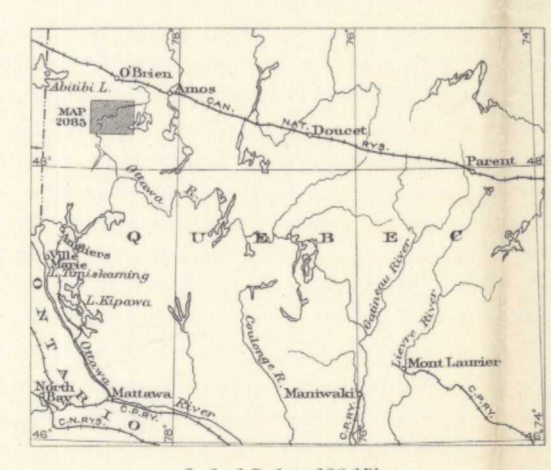 78
76
74
O'Brien
Abitibi L.
Amos
MAP
2085
CAN.
NAT.
Doucet
RYS.
48
48
Parent
Ottawa
R.
QUEBEC
Angliers
Ville
Marie
L. Timiskaming
L. Kipawa
Gatineau River
Lievre River
Coulonge R.
ONTARIO
Ottawa
River
Mont Laurier
North
Bay
Mattawa
Maniwaki
C.P.RY.
C.P.RY.
C.P.RY.
C.N.RYS.
46
78
76
46
74